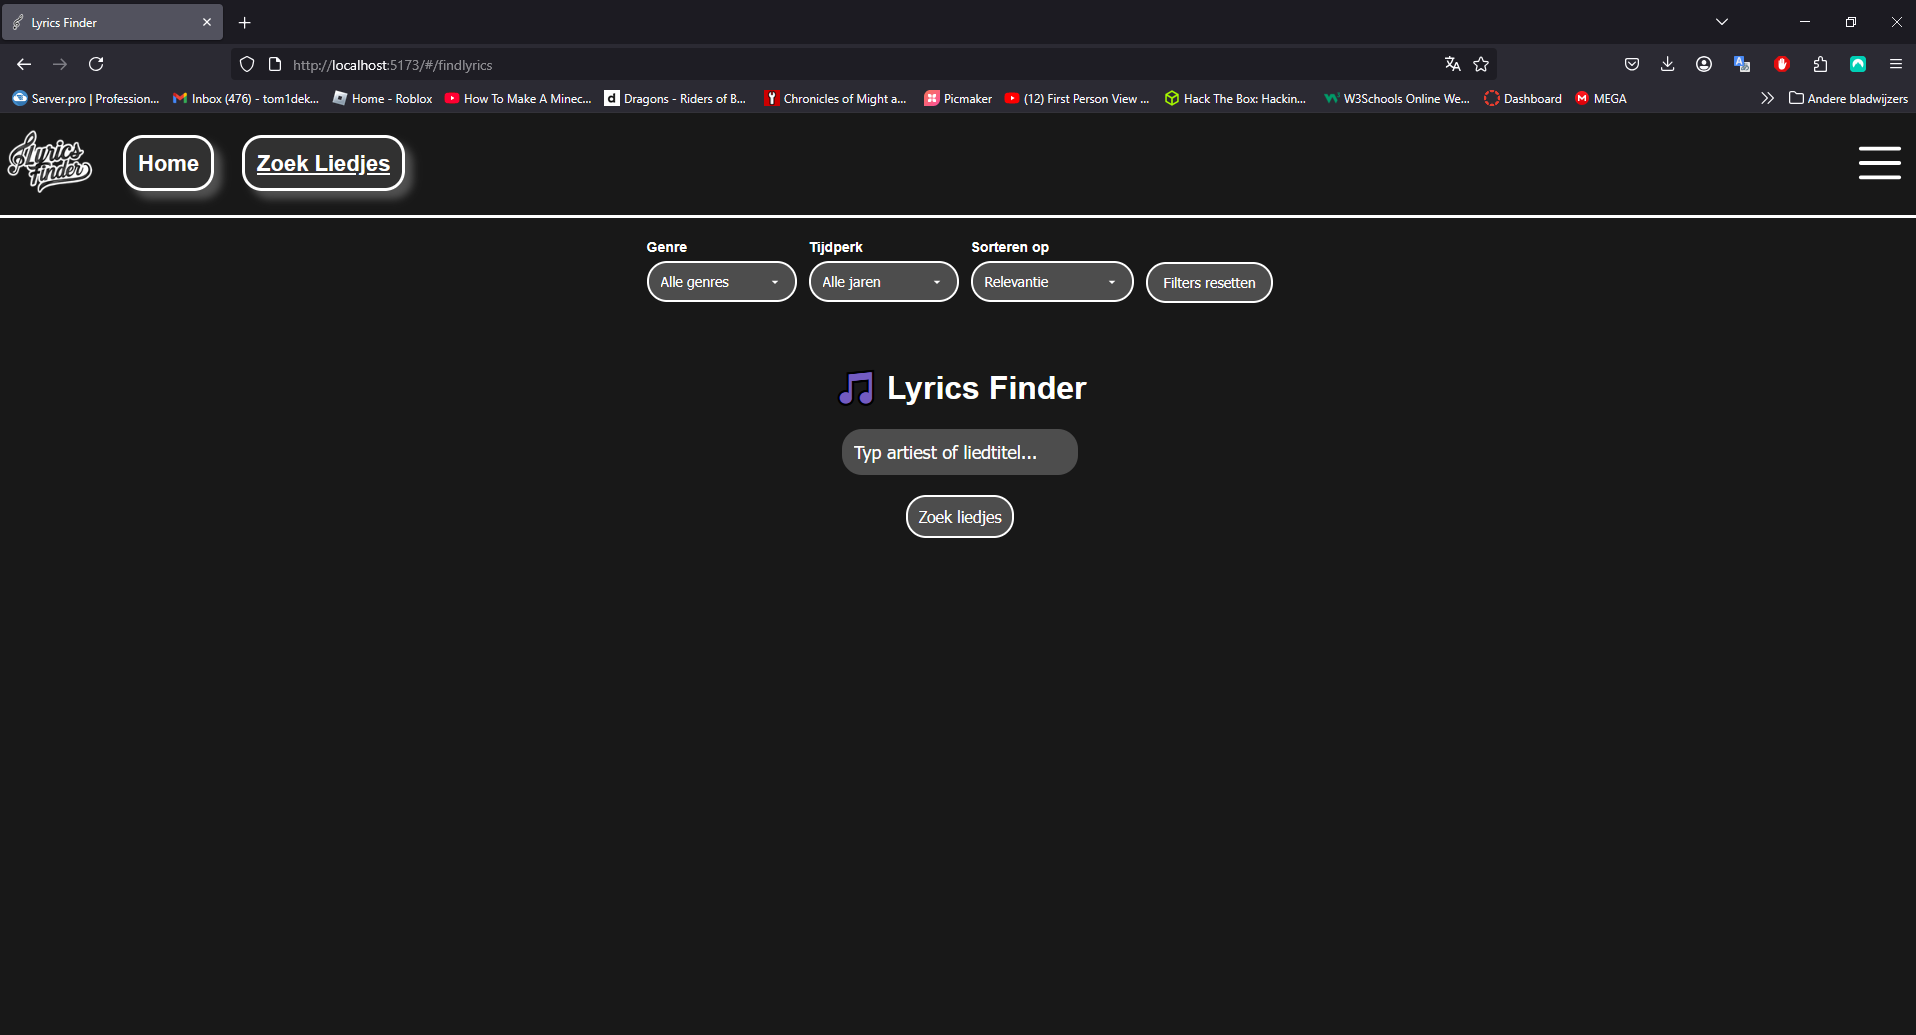 Lyrics Finder
http://localhost:5173/#/findlyrics
Server.pro | Profession... Inbox (476) - tom1dek... Home - Roblox How To Make A Minec... Dragons - Riders of B... Chronicles of Might a... Picmaker (12) First Person View ... Hack The Box: Hackin... W3Schools Online We... Dashboard MEGA Andere bladwijzers
Lyrics Finder Home Zoek Liedjes
Genre Tijdperk Sorteren op
Alle genres Alle jaren Relevantie Filters resetten
Lyrics Finder
Typ artiest of liedtitel...
Zoek liedjes